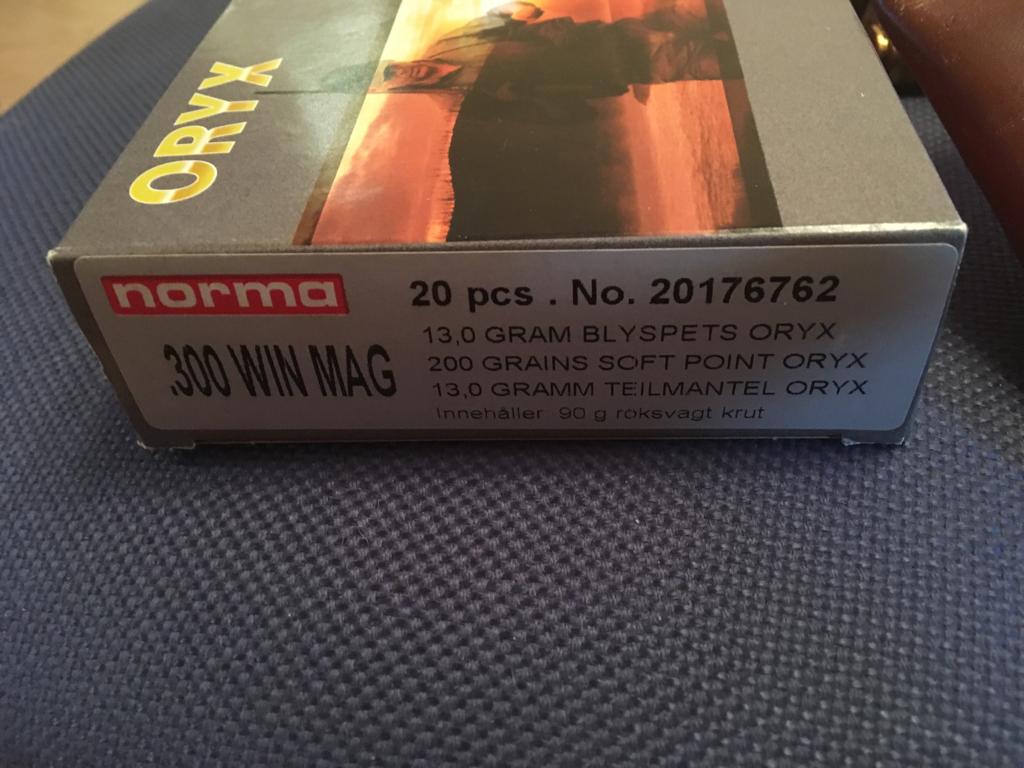 ORYX
norma
.300 WIN MAG
20 pcs . No. 20176762
13,0 GRAM BLYSPETS ORYX
200 GRAINS SOFT POINT ORYX
13,0 GRAMM TEILMANTEL ORYX
Innehåller 90 g röksvagt krut